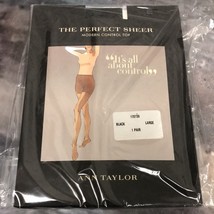 THE PERFECT SHEER
MODERN CONTROL TOP
“It's all
about
control”
BLACK LARGE
1 PAIR
ANN TAYLOR